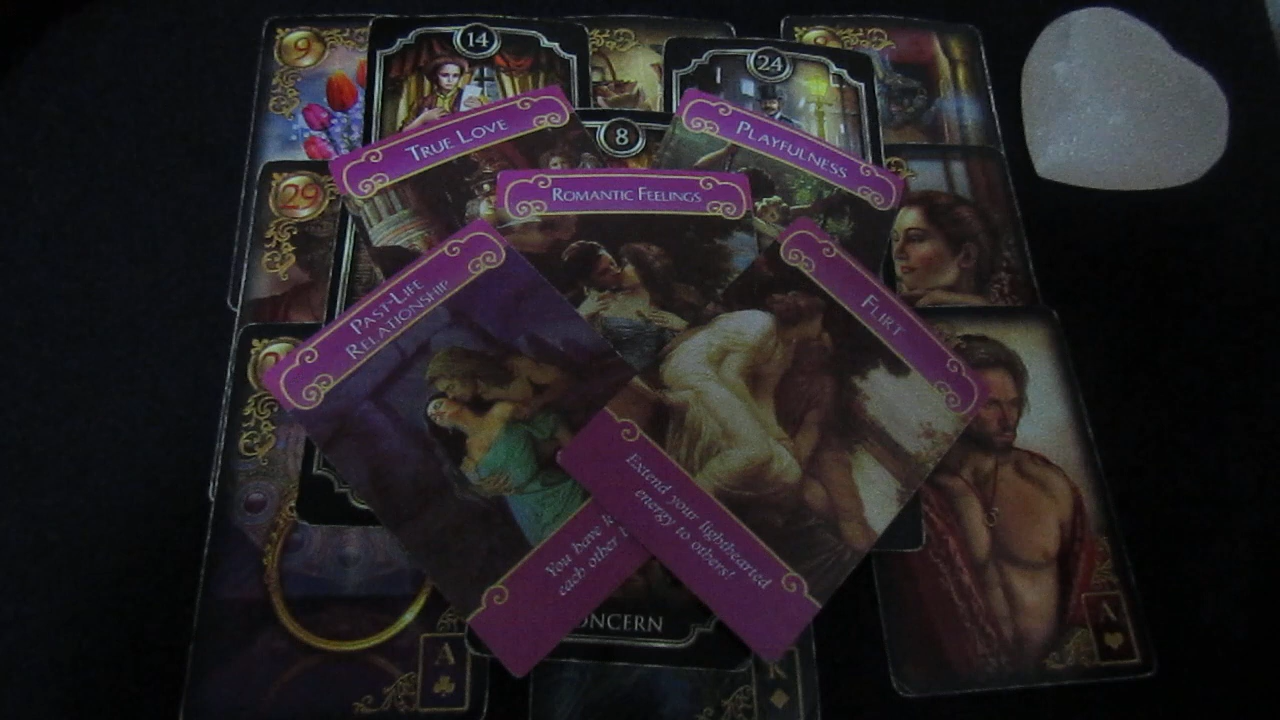 9
14
24
TRUE LOVE
8
PLAYFULNESS
29
ROMANTIC FEELINGS
PAST-LIFE
RELATIONSHIP
FLIRT
Extend your lighthearted
energy to others!
You have
each other
A
A
K